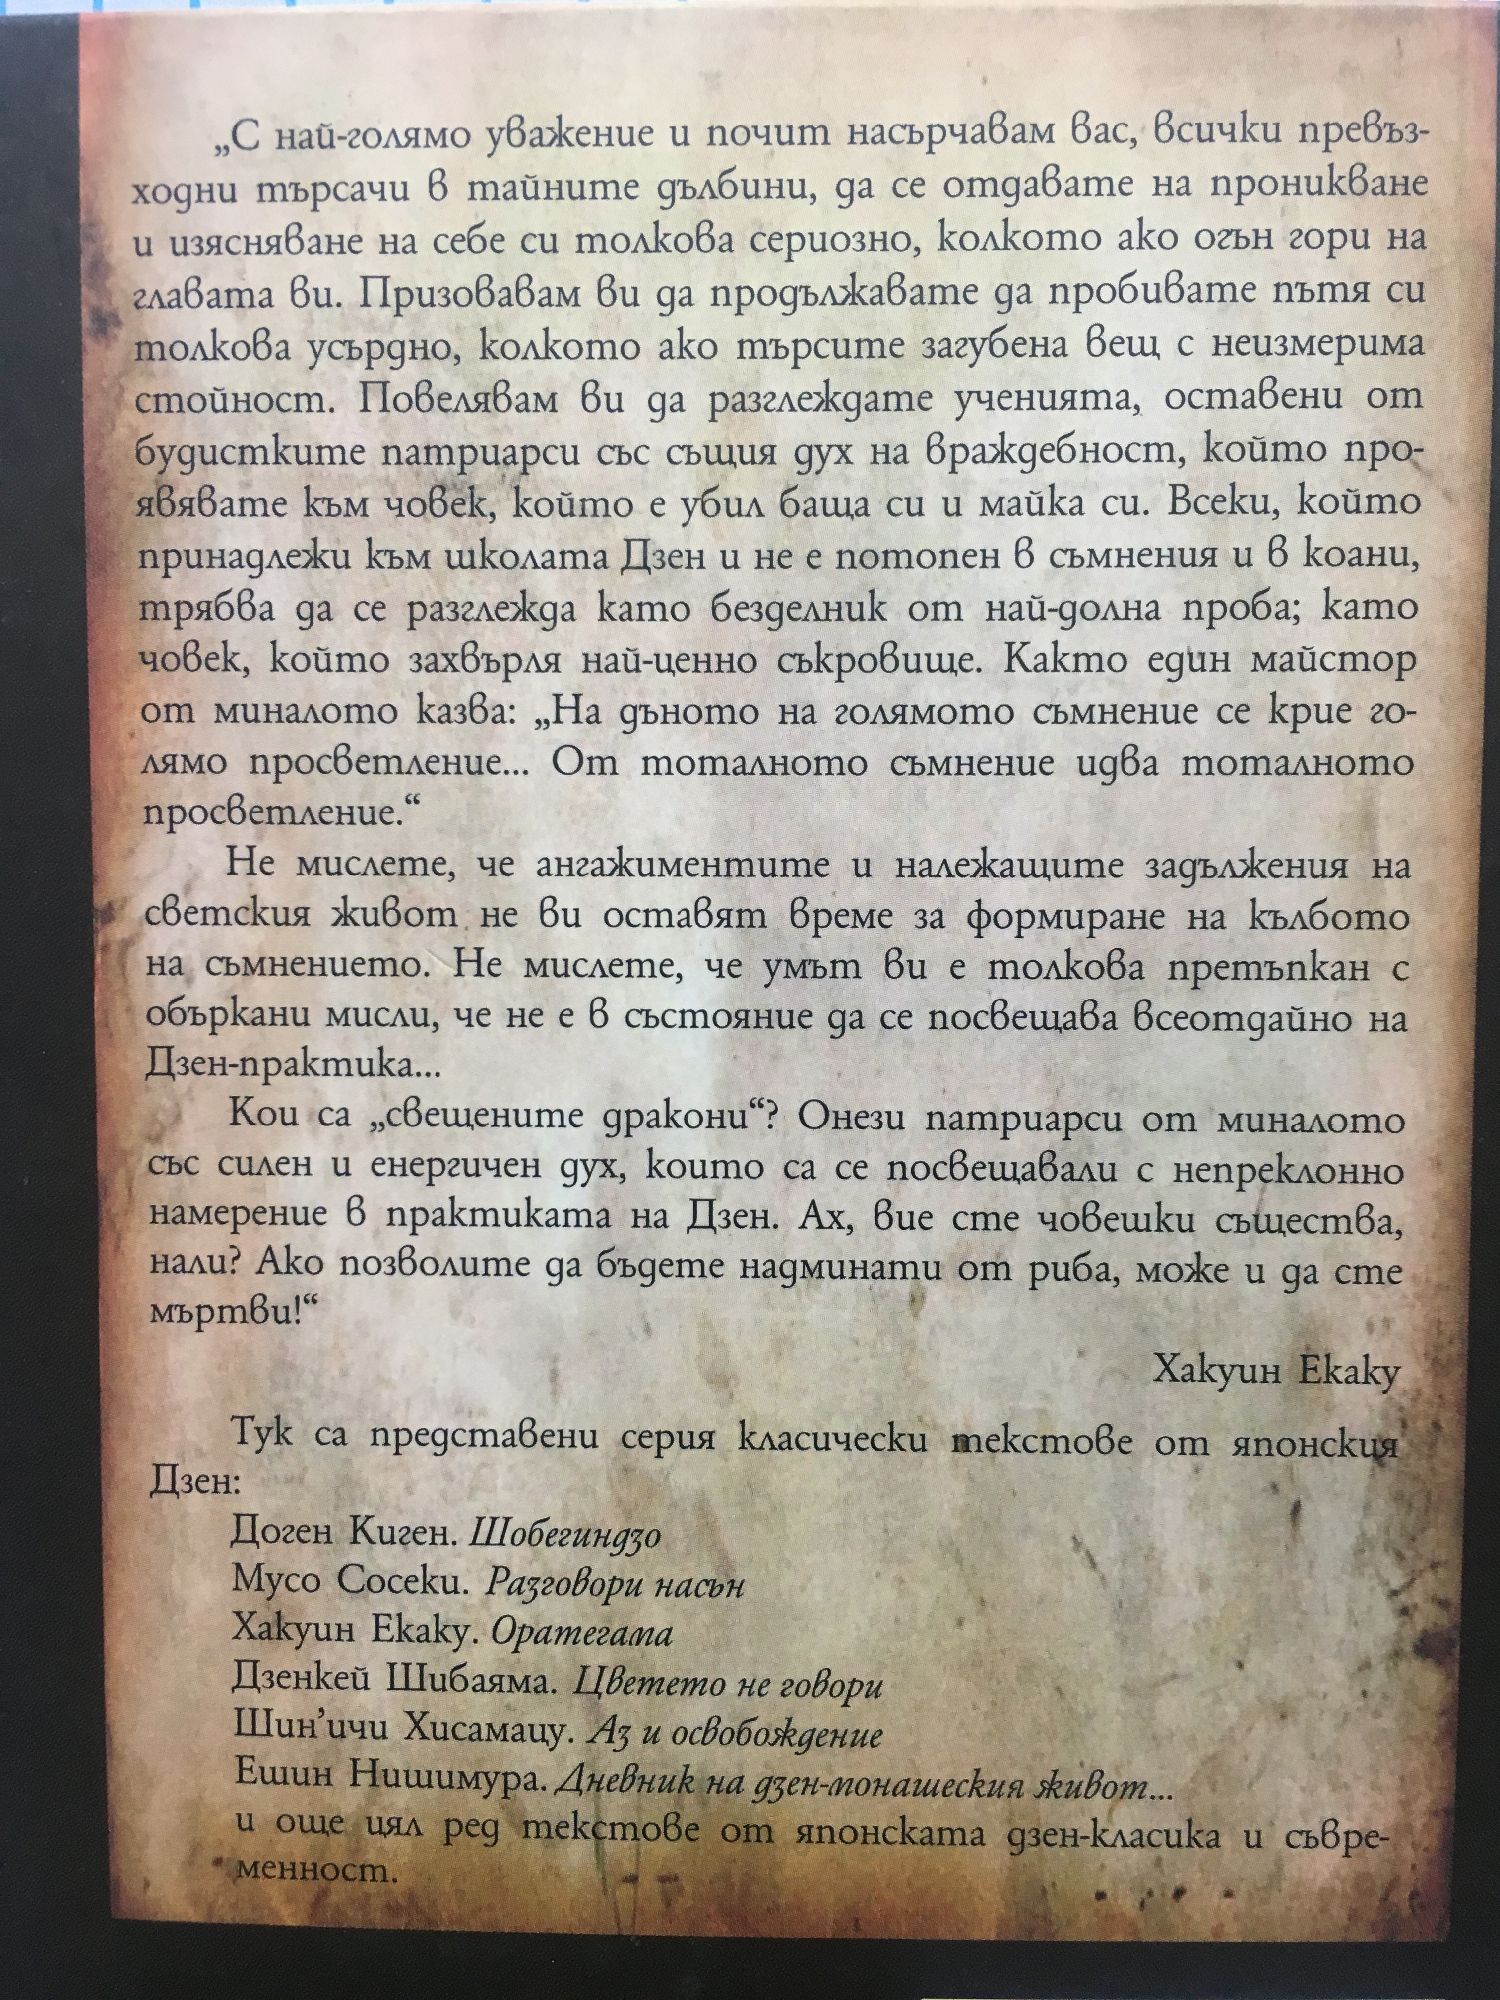 „С най-голямо уважение и почит насърчавам вас, всички превъз-
ходни търсачи в тайните дълбини, да се отдавате на проникване
и изясняване на себе си толкова сериозно, колкото ако огън гори на
главата ви. Призовавам ви да продължавате да пробивате пътя си
толкова усърдно, колкото ако търсите загубена вещ с неизмерима
стойност. Повелявам ви да разглеждате ученията, оставени от
будистките патриарси със същия дух на враждебност, който про-
явявате към човек, който е убил баща си и майка си. Всеки, който
принадлежи към школата Дзен и не е потопен в съмнения и в коани,
трябва да се разглежда като безделник от най-долна проба; като
човек, който захвърля най-ценно съкровище. Както един майстор
от миналото казва: „На дъното на голямото съмнение се крие го-
лямо просветление... От тоталното съмнение идва тоталното
просветление.“
Не мислете, че ангажиментите и належащите задължения на
светския живот не ви оставят време за формиране на кълбото
на съмнението. Не мислете, че умът ви е толкова претъпкан с
объркани мисли, че не е в състояние да се посвещава всеотдайно на
Дзен-практика...
Кои са „свещените дракони“? Онези патриарси от миналото
със силен и енергичен дух, които са се посвещавали с непреклонно
намерение в практиката на Дзен. Ах, вие сте човешки същества,
нали? Ако позволите да бъдете надминати от риба, може и да сте
мъртви!“
Хакуин Екаку
Тук са представени серия класически текстове от японския
Дзен:
Доген Киген. Шобегиндзо
Мусо Сосеки. Разговори насън
Хакуин Екаку. Оратегама
Дзенкей Шибаяма. Цветето не говори
Шин’ичи Хисамацу. Аз и освобождение
Ешин Нишимура. Дневник на дзен-монашеския живот...
и още цял ред текстове от японската дзен-класика и съвре-
менност.